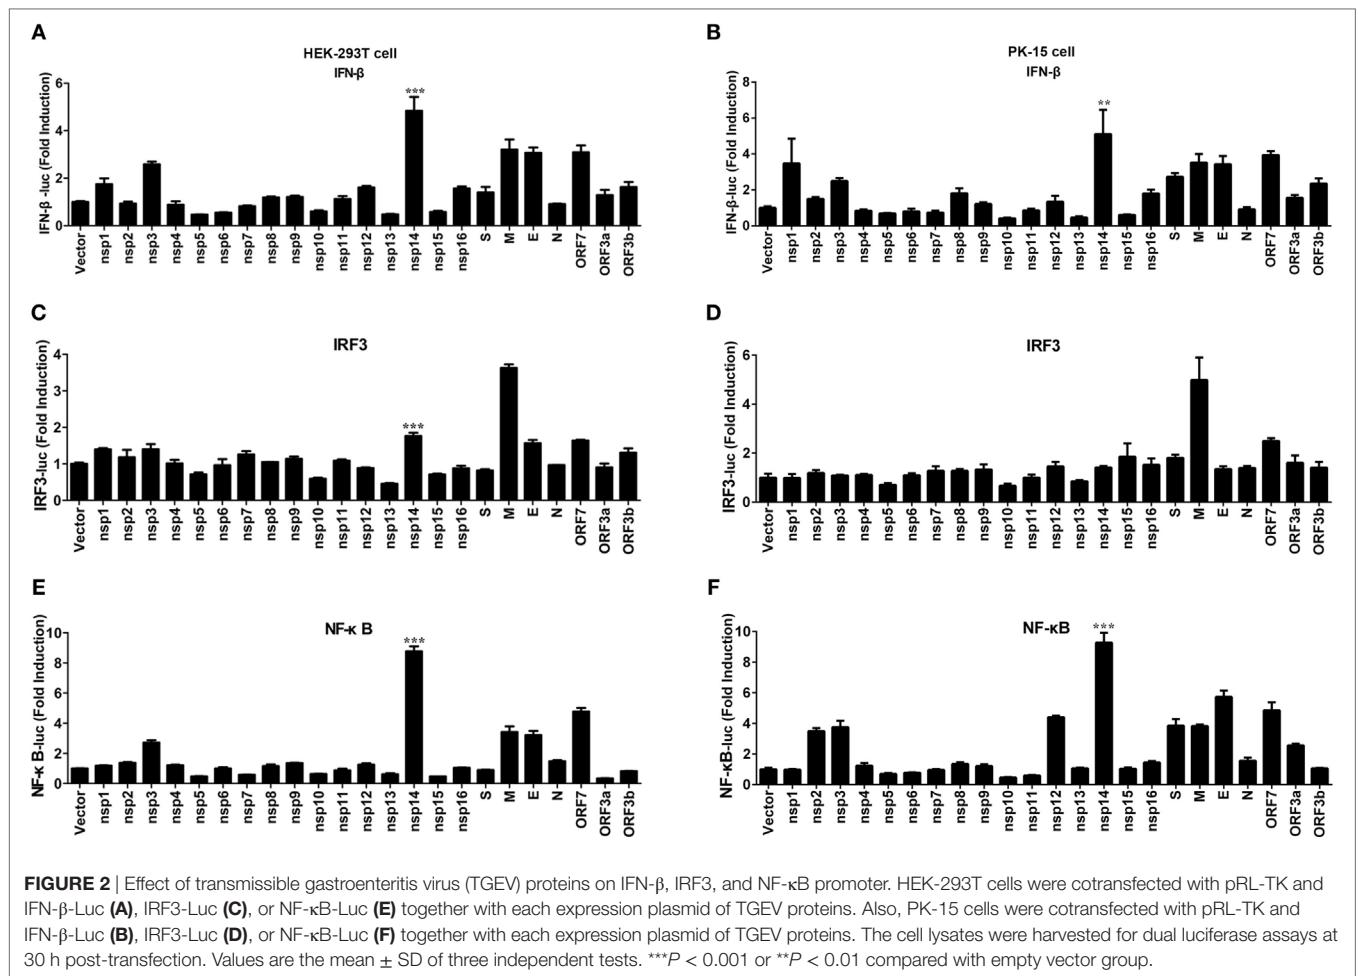 A
HEK-293T cell
IFN-β
IFN-β -luc (Fold Induction)
6
4
2
0
***
Vector
nsp1
nsp2
nsp3
nsp4
nsp5
nsp6
nsp7
nsp8
nsp9
nsp10
nsp11
nsp12
nsp13
nsp14
nsp15
nsp16
S
M
E
N
ORF7
ORF3a
ORF3b
B
PK-15 cell
IFN-β
IFN-β-luc (Fold Induction)
8
6
4
2
0
**
Vector
nsp1
nsp2
nsp3
nsp4
nsp5
nsp6
nsp7
nsp8
nsp9
nsp10
nsp11
nsp12
nsp13
nsp14
nsp15
nsp16
S
M
E
N
ORF7
ORF3a
ORF3b
C
IRF3
IRF3-luc (Fold Induction)
4
3
2
1
0
***
Vector
nsp1
nsp2
nsp3
nsp4
nsp5
nsp6
nsp7
nsp8
nsp9
nsp10
nsp11
nsp12
nsp13
nsp14
nsp15
nsp16
S
M
E
N
ORF7
ORF3a
ORF3b
D
IRF3
IRF3-luc (Fold Induction)
6
4
2
0
Vector
nsp1
nsp2
nsp3
nsp4
nsp5
nsp6
nsp7
nsp8
nsp9
nsp10
nsp11
nsp12
nsp13
nsp14
nsp15
nsp16
S
M
E
N
ORF7
ORF3a
ORF3b
E
NF-κ B
NF-κ B-luc (Fold Induction)
10
8
6
4
2
0
***
Vector
nsp1
nsp2
nsp3
nsp4
nsp5
nsp6
nsp7
nsp8
nsp9
nsp10
nsp11
nsp12
nsp13
nsp14
nsp15
nsp16
S
M
E
N
ORF7
ORF3a
ORF3b
F
NF-κB
NF-κB-luc (Fold Induction)
10
8
6
4
2
0
***
Vector
nsp1
nsp2
nsp3
nsp4
nsp5
nsp6
nsp7
nsp8
nsp9
nsp10
nsp11
nsp12
nsp13
nsp14
nsp15
nsp16
S
M
E
N
ORF7
ORF3a
ORF3b
FIGURE 2 | Effect of transmissible gastroenteritis virus (TGEV) proteins on IFN-β, IRF3, and NF-κB promoter. HEK-293T cells were cotransfected with pRL-TK and
IFN-β-Luc (A), IRF3-Luc (C), or NF-κB-Luc (E) together with each expression plasmid of TGEV proteins. Also, PK-15 cells were cotransfected with pRL-TK and
IFN-β-Luc (B), IRF3-Luc (D), or NF-κB-Luc (F) together with each expression plasmid of TGEV proteins. The cell lysates were harvested for dual luciferase assays at
30 h post-transfection. Values are the mean ± SD of three independent tests. ***P < 0.001 or **P < 0.01 compared with empty vector group.